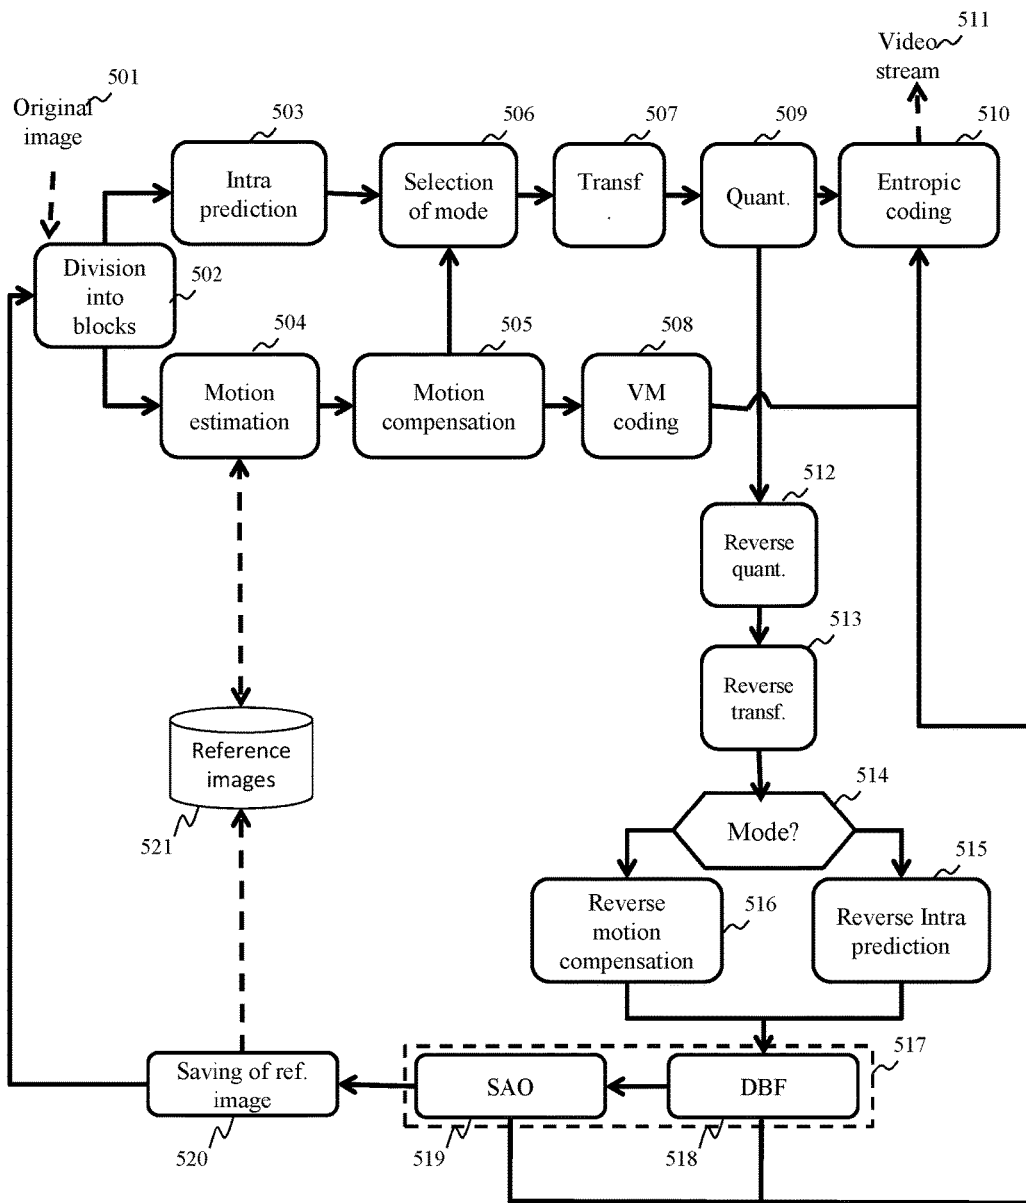 511
Video
stream
501
Original
image
503
Intra
prediction
506
Selection
of mode
507
Transf
.
509
Quant.
510
Entropic
coding
Division
into
blocks
502
504
Motion
estimation
505
Motion
compensation
508
VM
coding
512
Reverse
quant.
513
Reverse
transf.
Reference
images
521
514
Mode?
516
Reverse
motion
compensation
515
Reverse Intra
prediction
517
Saving of ref.
image
520
SAO
519
DBF
518